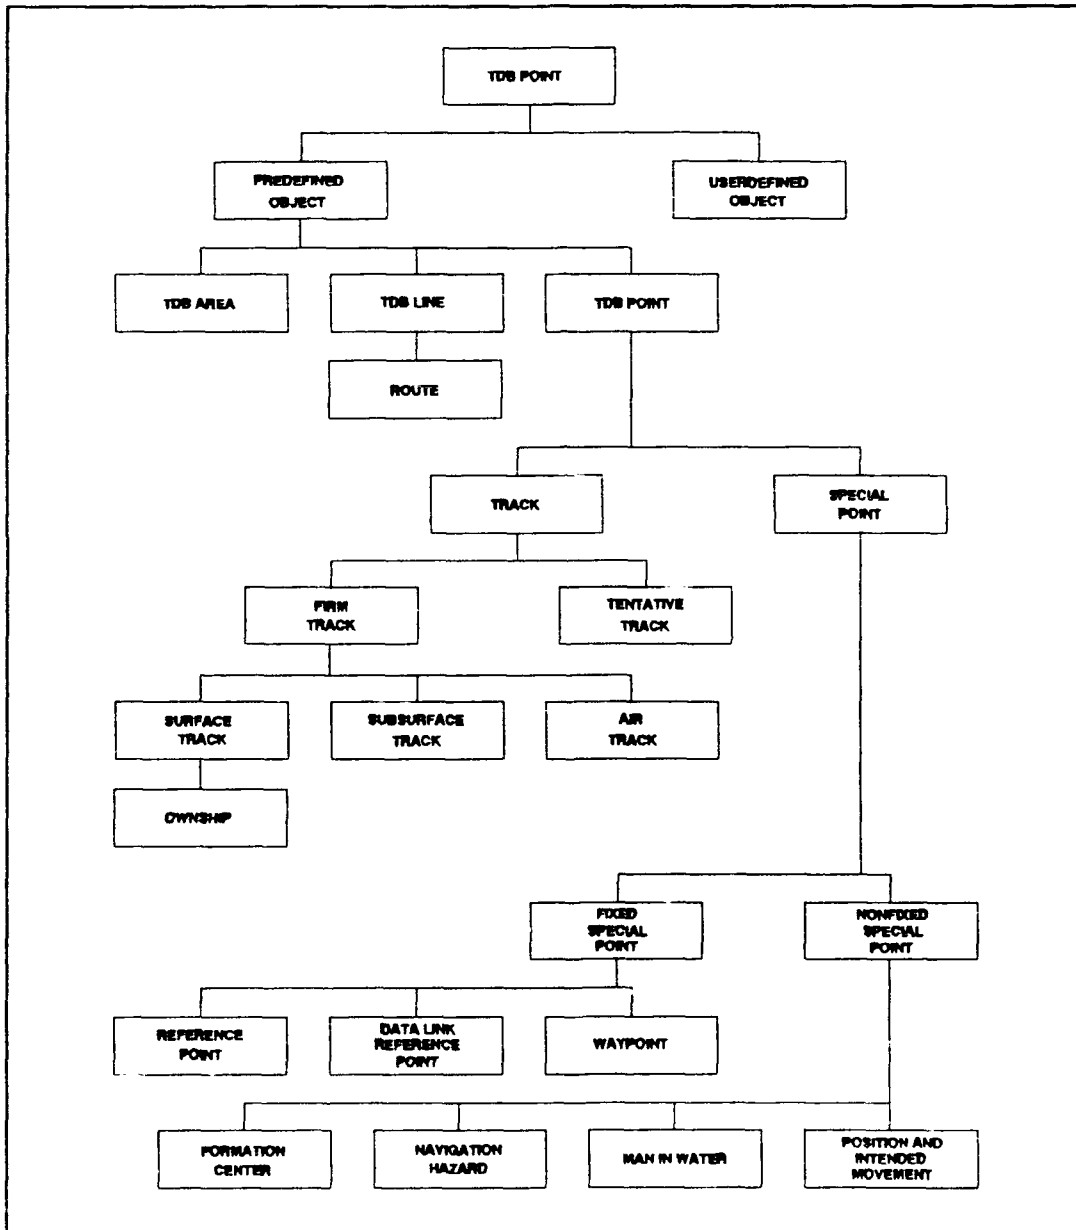 TDB POINT
PREDEFINED
OBJECT
USERDEFINED
OBJECT
TDB AREA
TDB LINE
TDB POINT
ROUTE
TRACK
SPECIAL
POINT
FIRM
TRACK
TENTATIVE
TRACK
SURFACE
TRACK
SUBSURFACE
TRACK
AIR
TRACK
OWNSHIP
FIXED
SPECIAL
POINT
NONFIXED
SPECIAL
POINT
REFERENCE
POINT
DATA LINK
REFERENCE
POINT
WAYPOINT
FORMATION
CENTER
NAVIGATION
HAZARD
MAN IN WATER
POSITION AND
INTENDED
MOVEMENT